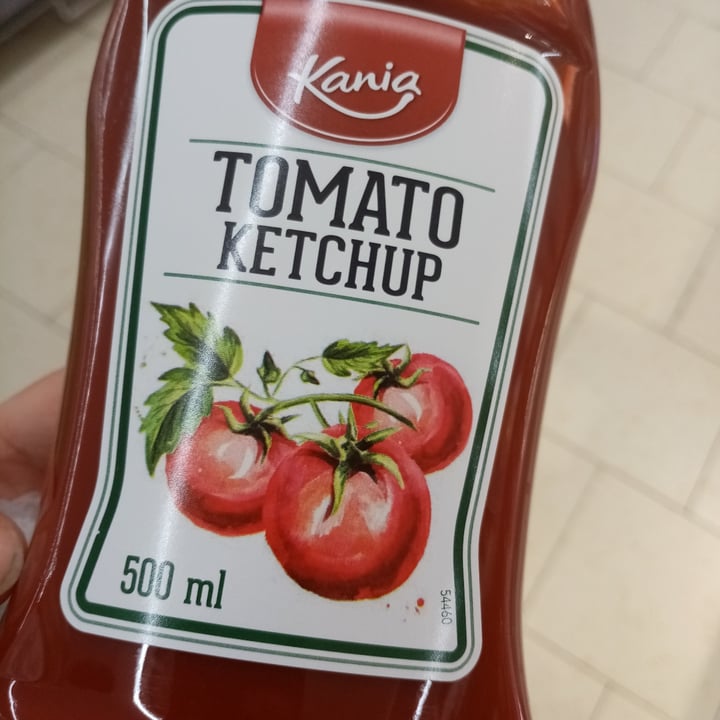 Kania
TOMATO
KETCHUP
500 ml
54460